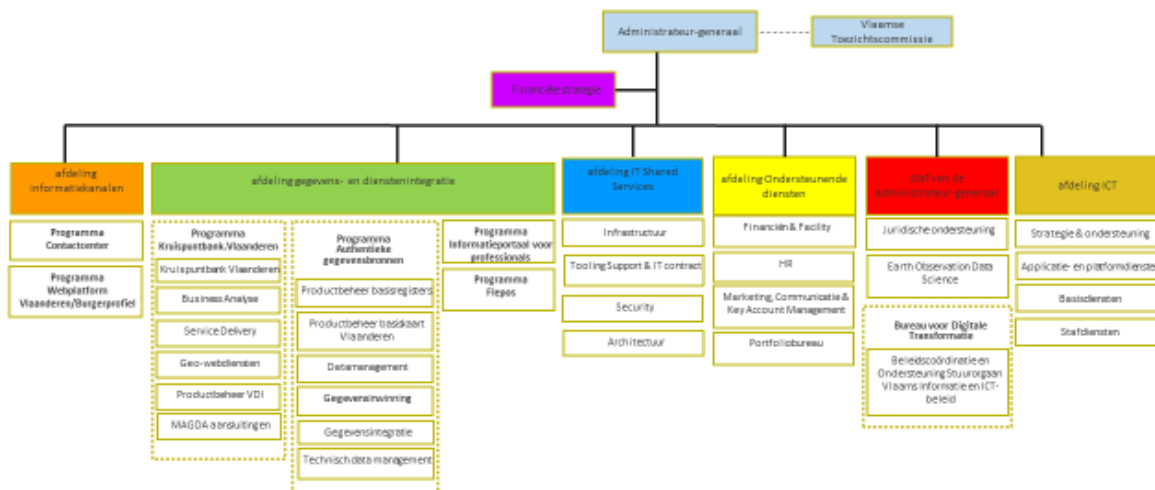 Administrateur-generaal
Vlaamse
Toezichtscommissie
Financiële strategie
afdeling
informatiekanalen
Programma
Contactcenter
Programma
Webplatform
Vlaanderen/Burgerprofiel
afdeling gegevens- en dienstenintegratie
Programma
Kruispuntbank Vlaanderen
Kruispuntbank Vlaanderen
Business Analyse
Service Delivery
Geo-webdiensten
Productbeheer VDI
MAGDA aansluitingen
Programma
Authentieke
gegevensbronnen
Productbeheer basisregisters
Productbeheer basiskaart
Vlaanderen
Datamanagement
Gegevensinwinning
Gegevensintegratie
Technisch data management
Programma
Informatieportaal voor
professionals
Programma
Flepos
afdeling IT Shared
Services
Infrastructuur
Tooling Support & IT contract
Security
Architectuur
afdeling Ondersteunende
diensten
Financiën & Facility
HR
Marketing, Communicatie &
Key Account Management
Portfoliobureau
staf van de
administrateur-generaal
Juridische ondersteuning
Earth Observation Data
Science
Bureau voor Digitale
Transformatie
Beleidscoördinatie en
Ondersteuning Stuurorgaan
Vlaams Informatie en ICT-
beleid
afdeling ICT
Strategie & ondersteuning
Applicatie- en platformdiensten
Basisdiensten
Stafdiensten